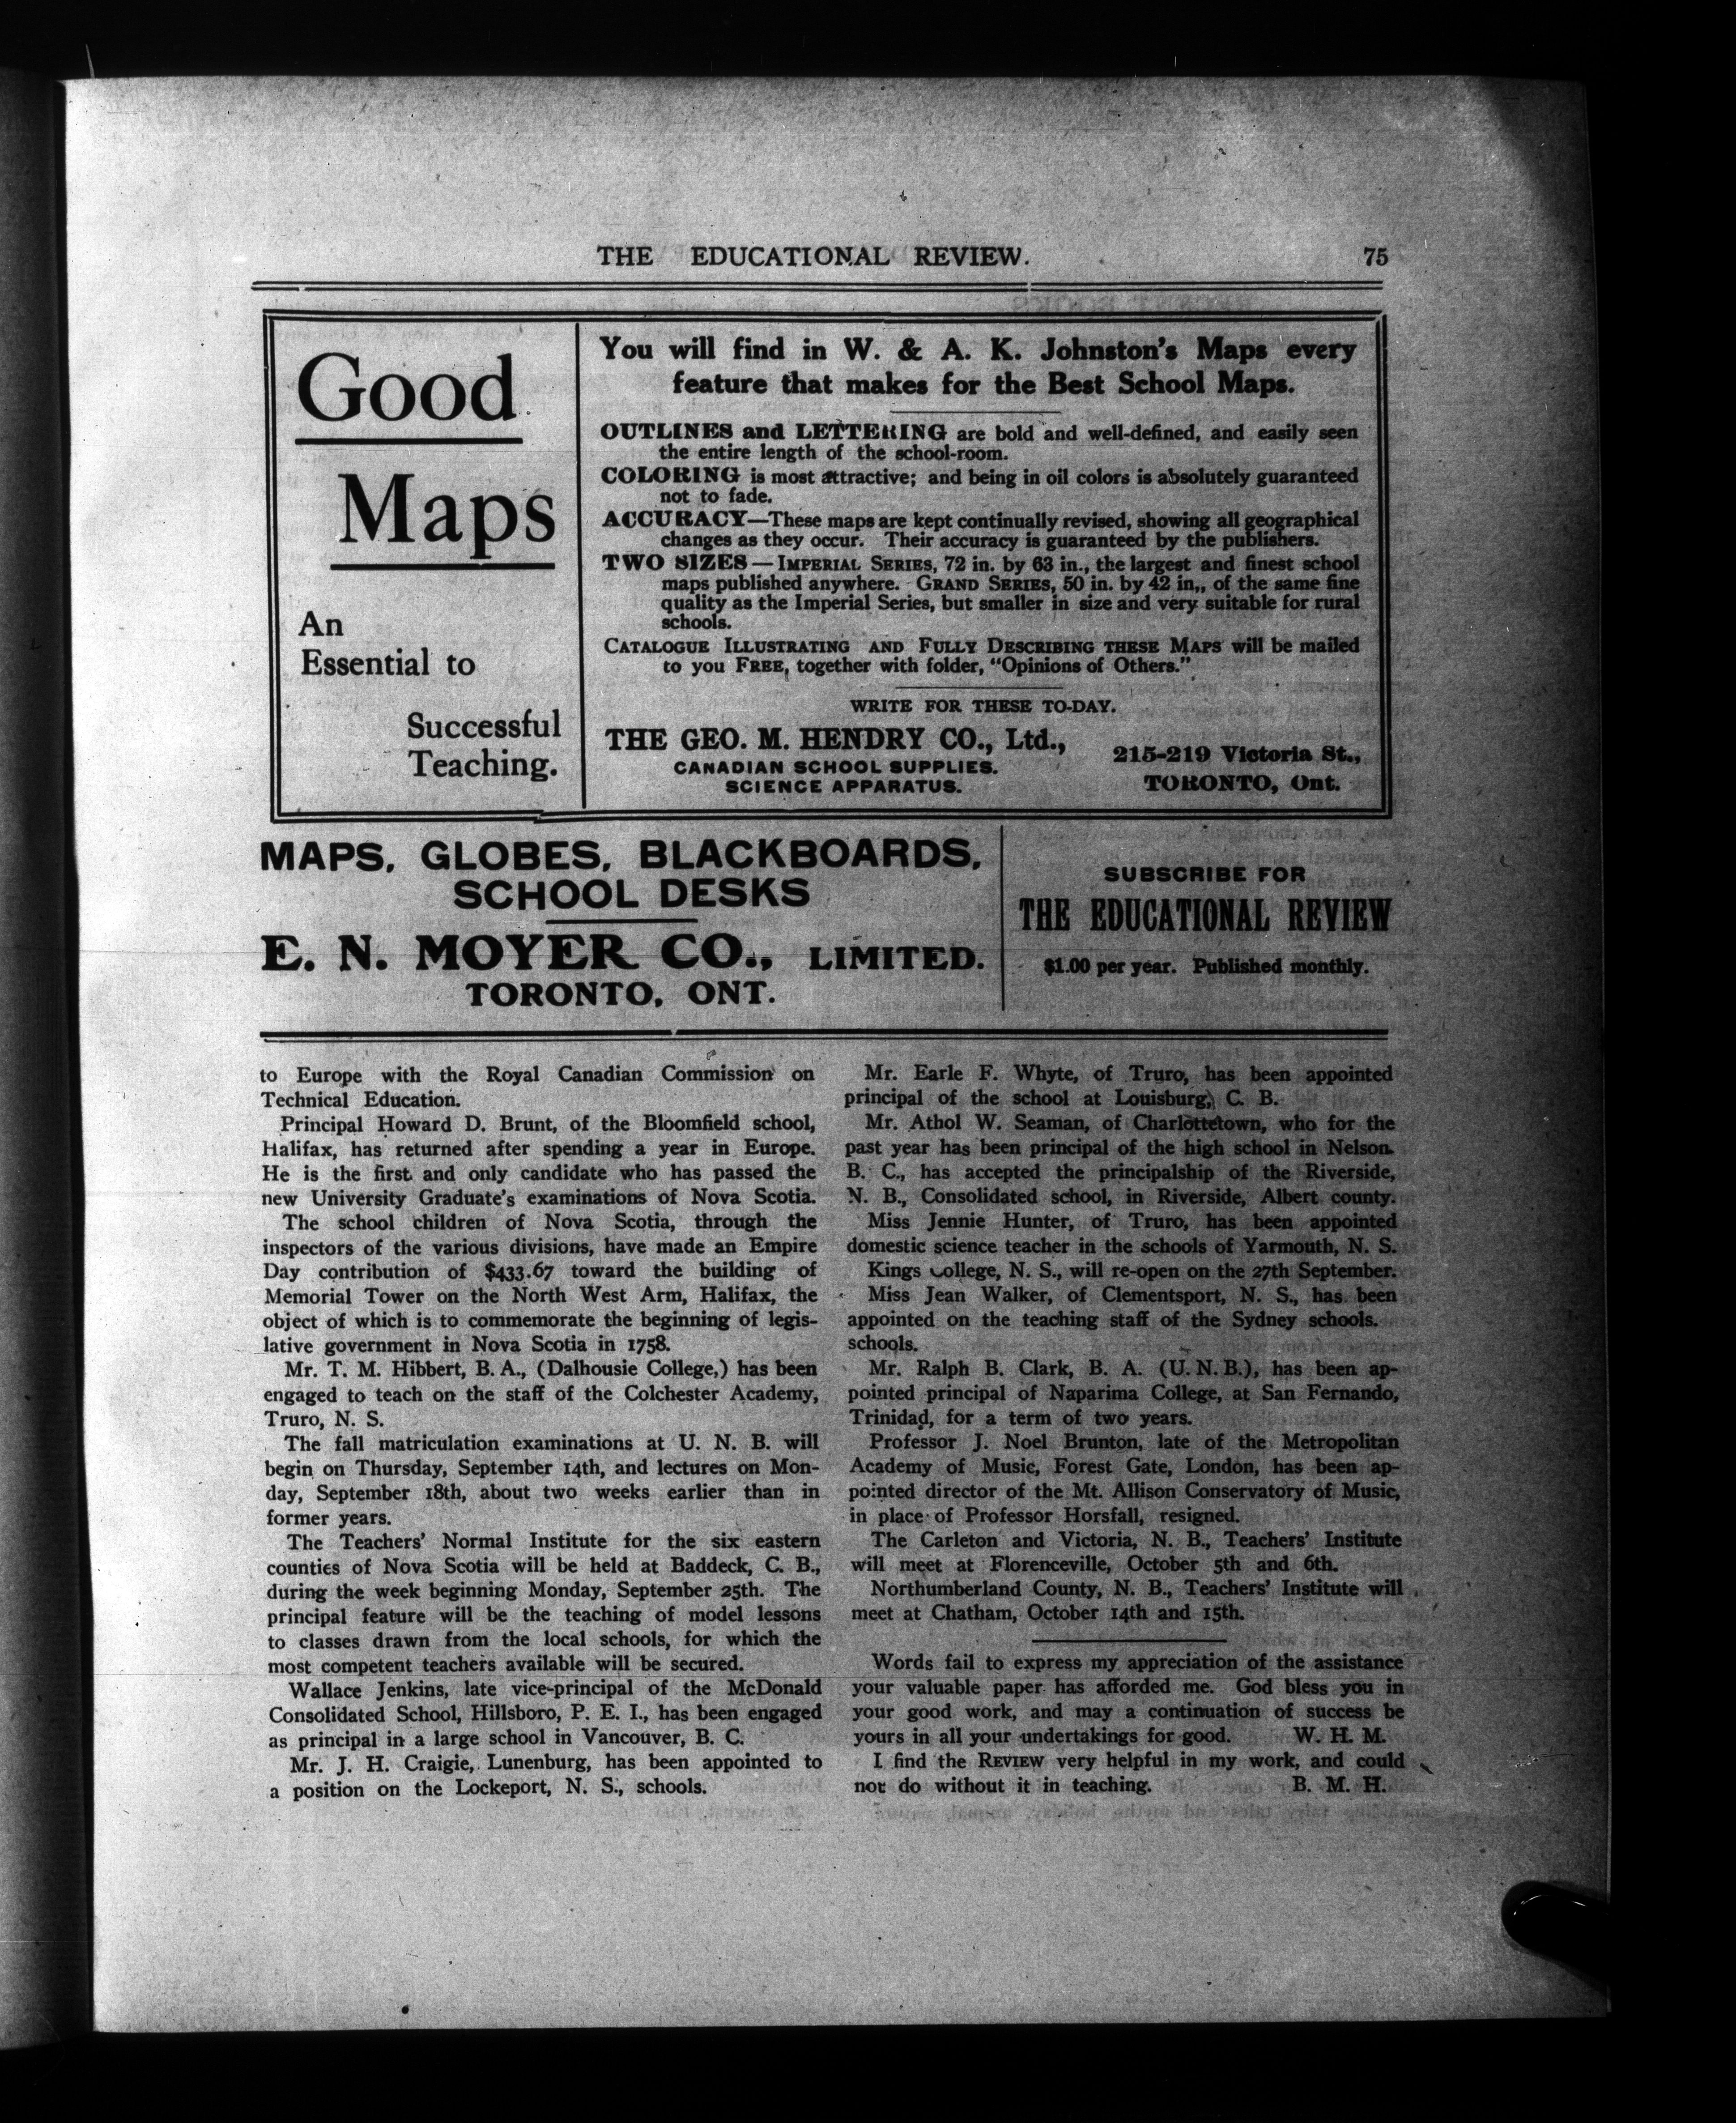 THE EDUCATIONAL REVIEW. 75
Good
Maps
An
Essential to
Successful
Teaching.
You will find in W. & A. K. Johnston's Maps every
feature that makes for the Best School Maps.
OUTLINES and LETTERING are bold and well-defined, and easily seen
the entire length of the school-room.
COLORING is most attractive; and being in oil colors is absolutely guaranteed
not to fade.
ACCURACY—These maps are kept continually revised, showing all geographical
changes as they occur. Their accuracy is guaranteed by the publishers.
TWO SIZES—IMPERIAL SERIES, 72 in. by 63 in., the largest and finest school
maps published anywhere. GRAND SERIES, 50 in. by 42 in,, of the same fine
quality as the Imperial Series, but smaller in size and very suitable for rural
schools.
CATALOGUE ILLUSTRATING AND FULLY DESCRIBING THESE MAPS will be mailed
to you FREE, together with folder, "Opinions of Others."
WRITE FOR THESE TO-DAY.
THE GEO. M. HENDRY CO., Ltd.,
CANADIAN SCHOOL SUPPLIES.
SCIENCE APPARATUS.
215-219 Victoria St.,
TORONTO, Ont.
MAPS, GLOBES, BLACKBOARDS,
SCHOOL DESKS
E. N. MOYER CO., LIMITED.
TORONTO, ONT.
SUBSCRIBE FOR
THE EDUCATIONAL REVIEW
$1.00 per year. Published monthly.
to Europe with the Royal Canadian Commission on
Technical Education.
Principal Howard D. Brunt, of the Bloomfield school,
Halifax, has returned after spending a year in Europe.
He is the first and only candidate who has passed the
new University Graduate's examinations of Nova Scotia.
The school children of Nova Scotia, through the
inspectors of the various divisions, have made an Empire
Day contribution of $433.67 toward the building of
Memorial Tower on the North West Arm, Halifax, the
object of which is to commemorate the beginning of legis-
lative government in Nova Scotia in 1758.
Mr. T. M. Hibbert, B. A., (Dalhousie College,) has been
engaged to teach on the staff of the Colchester Academy,
Truro, N. S.
The fall matriculation examinations at U. N. B. will
begin on Thursday, September 14th, and lectures on Mon-
day, September 18th, about two weeks earlier than in
former years.
The Teachers' Normal Institute for the six eastern
counties of Nova Scotia will be held at Baddeck, C. B.,
during the week beginning Monday, September 25th. The
principal feature will be the teaching of model lessons
to classes drawn from the local schools, for which the
most competent teachers available will be secured.
Wallace Jenkins, late vice-principal of the McDonald
Consolidated School, Hillsboro, P. E. I., has been engaged
as principal in a large school in Vancouver, B. C.
Mr. J. H. Craigie, Lunenburg, has been appointed to
a position on the Lockeport, N. S., schools.
Mr. Earle F. Whyte, of Truro, has been appointed
principal of the school at Louisburg, C. B.
Mr. Athol W. Seaman, of Charlottetown, who for the
past year has been principal of the high school in Nelson.
B. C., has accepted the principalship of the Riverside,
N. B., Consolidated school, in Riverside, Albert county.
Miss Jennie Hunter, of Truro, has been appointed
domestic science teacher in the schools of Yarmouth, N. S.
Kings College, N. S., will re-open on the 27th September.
Miss Jean Walker, of Clementsport, N. S., has been
appointed on the teaching staff of the Sydney schools.
schools.
Mr. Ralph B. Clark, B. A. (U. N. B.), has been ap-
pointed principal of Naparima College, at San Fernando,
Trinidad, for a term of two years.
Professor J. Noel Brunton, late of the Metropolitan
Academy of Music, Forest Gate, London, has been ap-
pointed director of the Mt. Allison Conservatory of Music,
in place of Professor Horsfall, resigned.
The Carleton and Victoria, N. B., Teachers' Institute
will meet at Florenceville, October 5th and 6th.
Northumberland County, N. B., Teachers' Institute will
meet at Chatham, October 14th and 15th.
Words fail to express my appreciation of the assistance
your valuable paper has afforded me. God bless you in
your good work, and may a continuation of success be
yours in all your undertakings for good. W. H. M.
I find the REVIEW very helpful in my work, and could
not do without it in teaching. B. M. H.